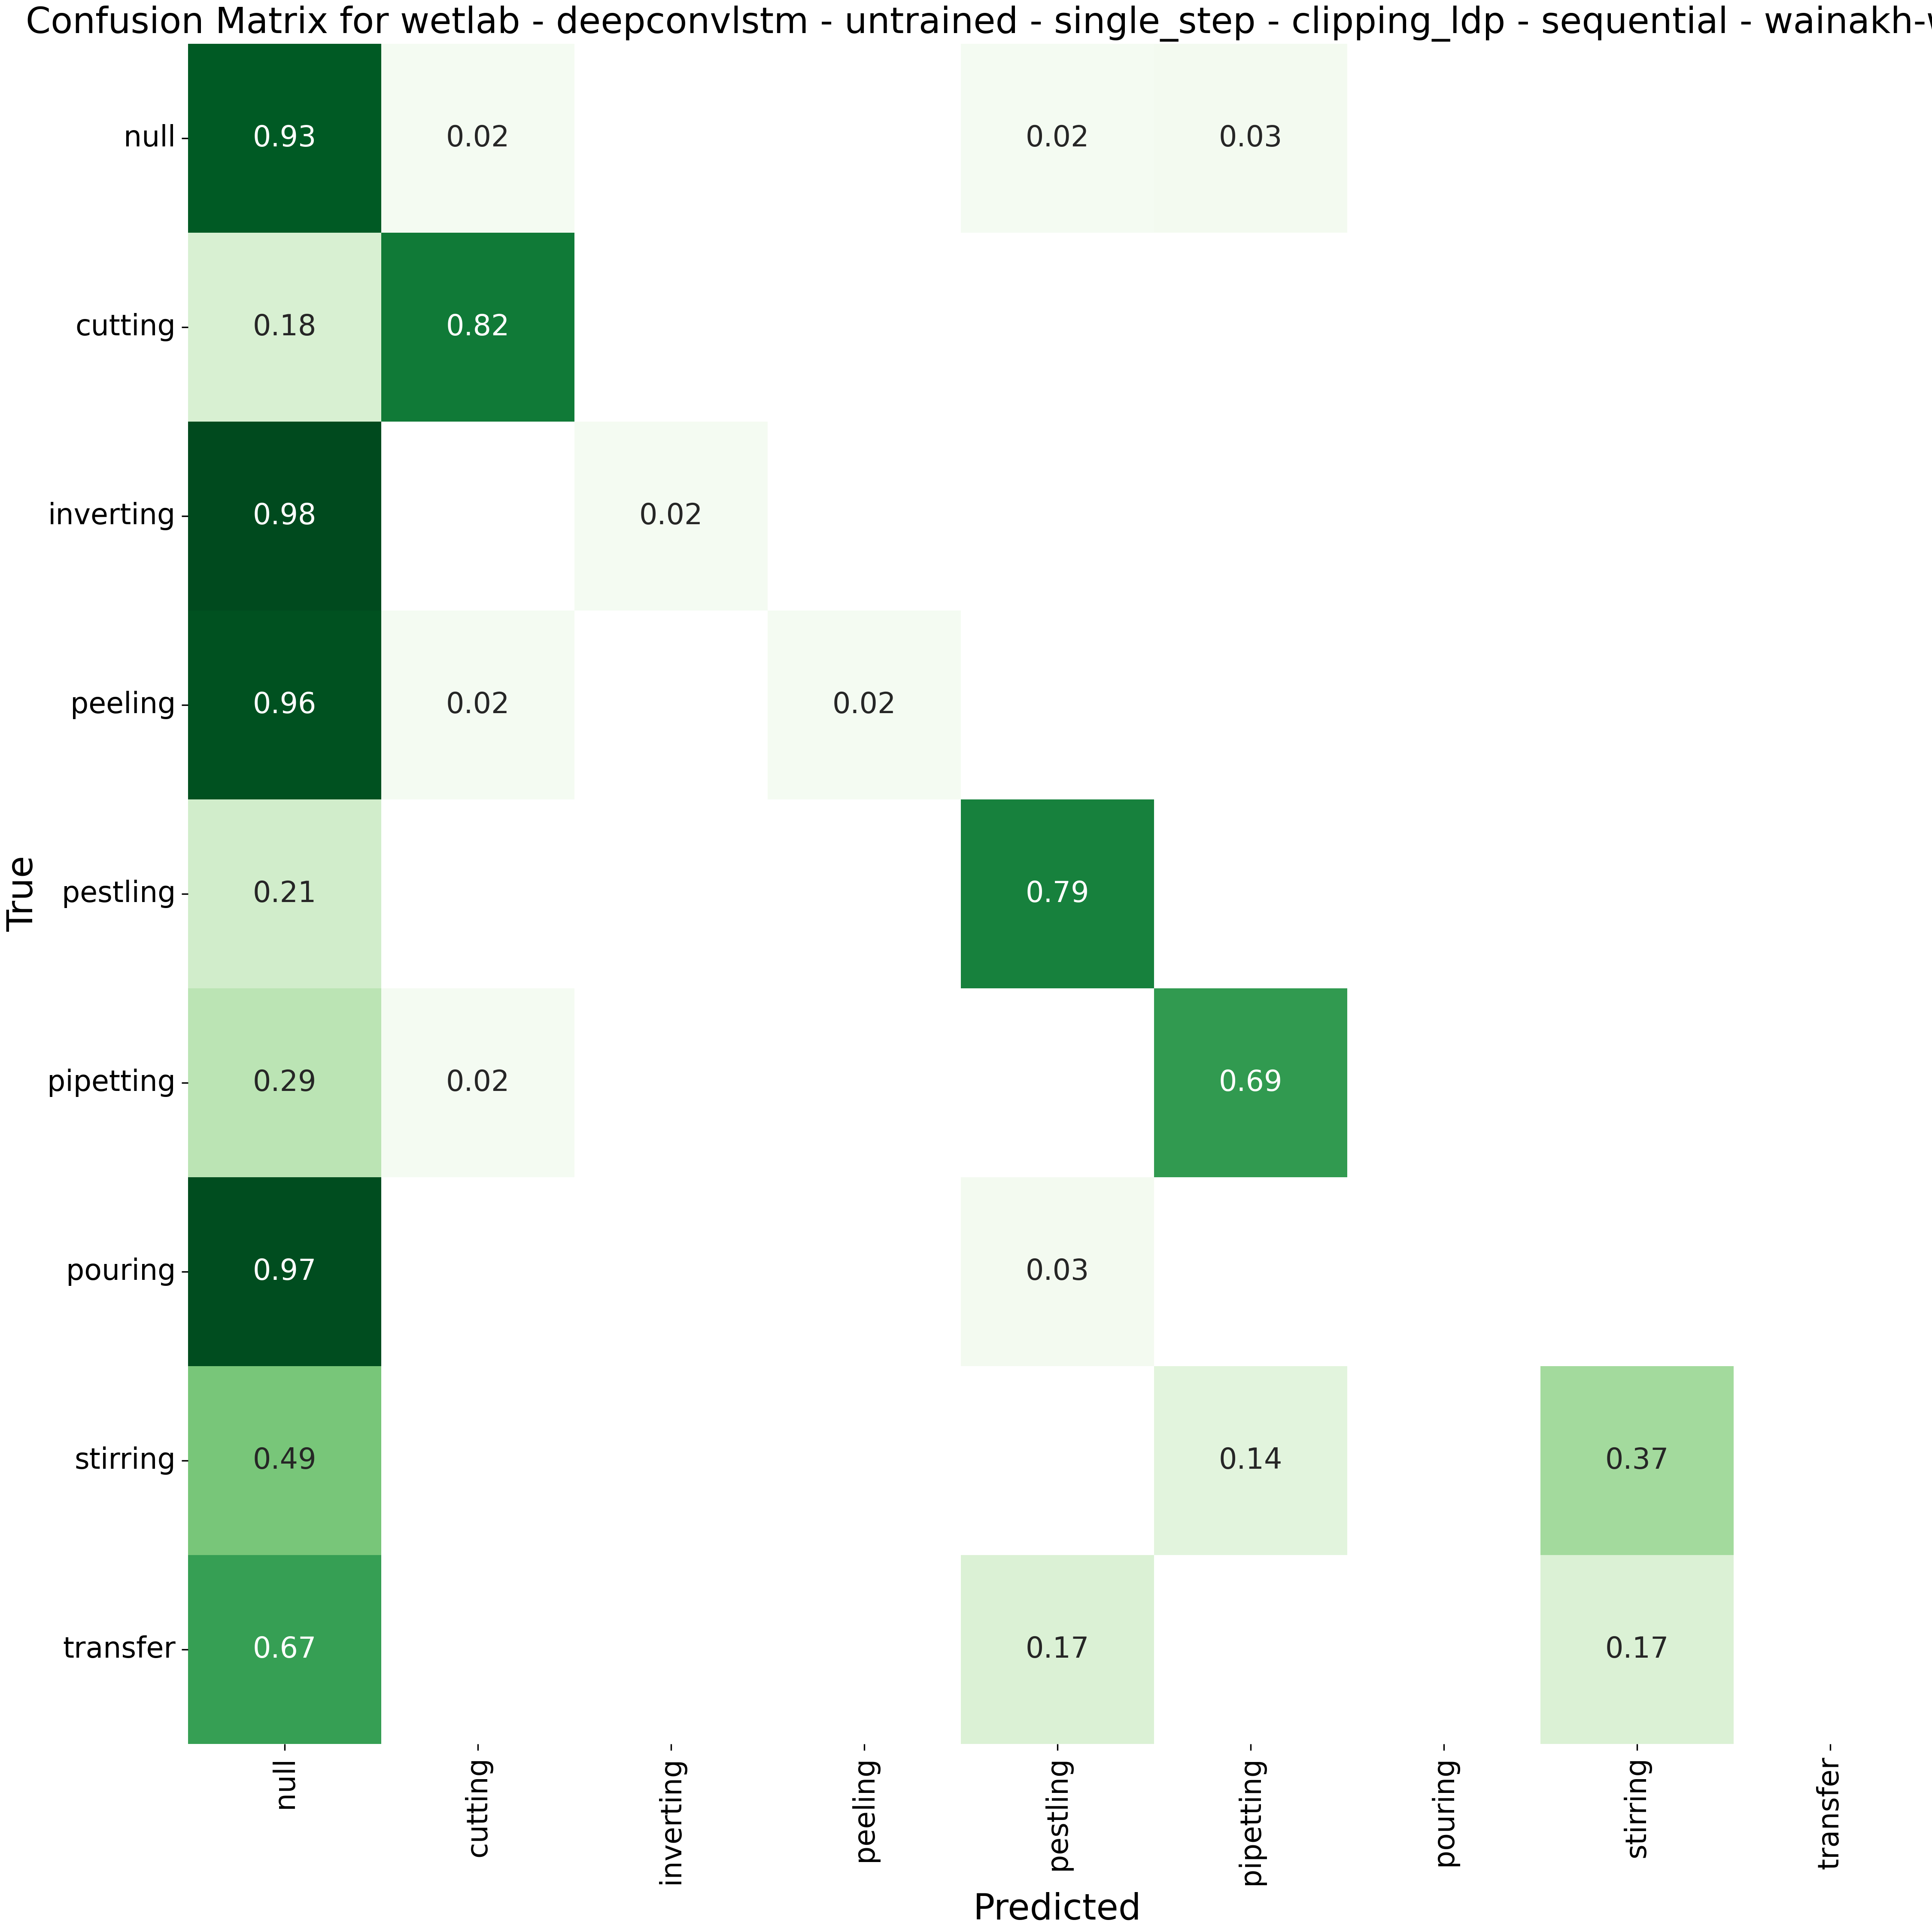 Confusion Matrix for wetlab - deepconvlstm - untrained - single_step - clipping_ldp - sequential - wainakh-
null 0.93 0.02 0.02 0.03
cutting 0.18 0.82
inverting 0.98 0.02
peeling 0.96 0.02 0.02
pestling 0.21 0.79
pipetting 0.29 0.02 0.69
pouring 0.97 0.03
stirring 0.49 0.14 0.37
transfer 0.67 0.17 0.17
True
null cutting inverting peeling pestling pipetting pouring stirring transfer
Predicted